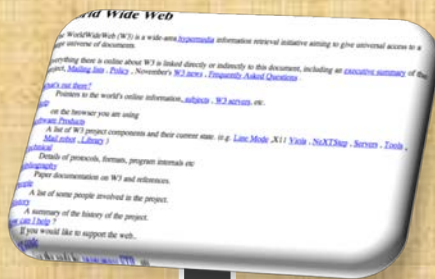 World Wide Web
The WorldWideWeb (W3) is a wide-area hypermedia information retrieval initiative aiming to give universal access to a
large universe of documents.
Everything there is online about W3 is linked directly or indirectly to this document, including an executive summary of the
project, Mailing lists , Policy , November's W3 news , Frequently Asked Questions .
What's out there?
Pointers to the world's online information, subjects , W3 servers, etc.
Help
on the browser you are using
Software Products
A list of W3 project components and their current state. (e.g. Line Mode ,X11 Viola , NeXTStep , Servers , Tools ,
Mail robot , Library )
Technical
Details of protocols, formats, program internals etc
Bibliography
Paper documentation on W3 and references.
People
A list of some people involved in the project.
History
A summary of the history of the project.
How can I help ?
If you would like to support the web..